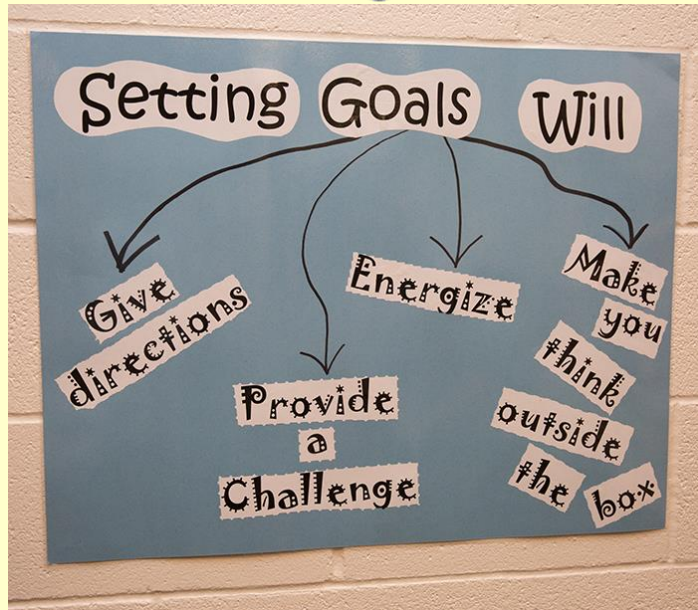 Setting Goals Will
Give
directions
Provide
a
Challenge
Energize
Make
you
think
outside
the box